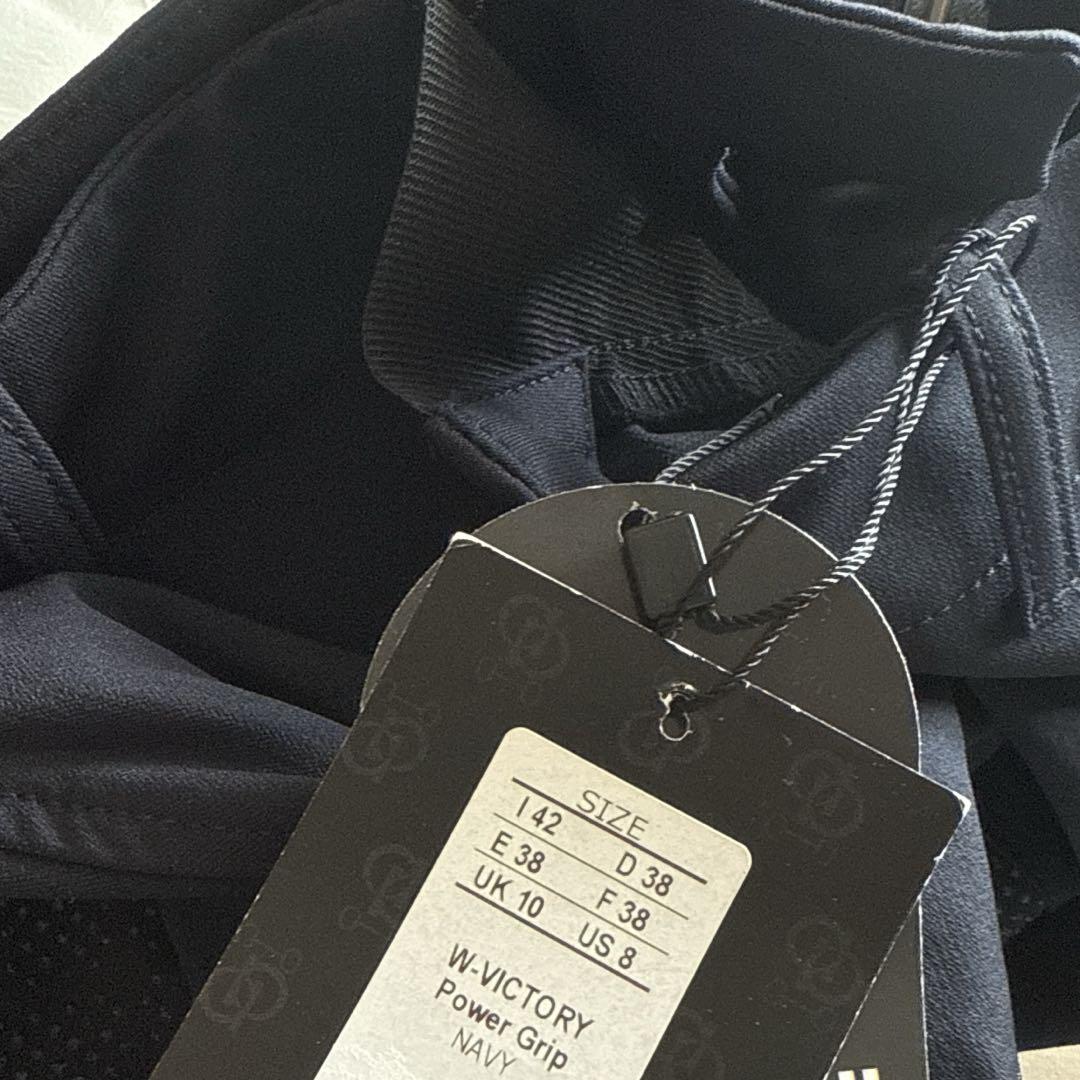 SIZE
I 42 D 38
E 38 F 38
UK 10 US 8
W-VICTORY
Power Grip
NAVY